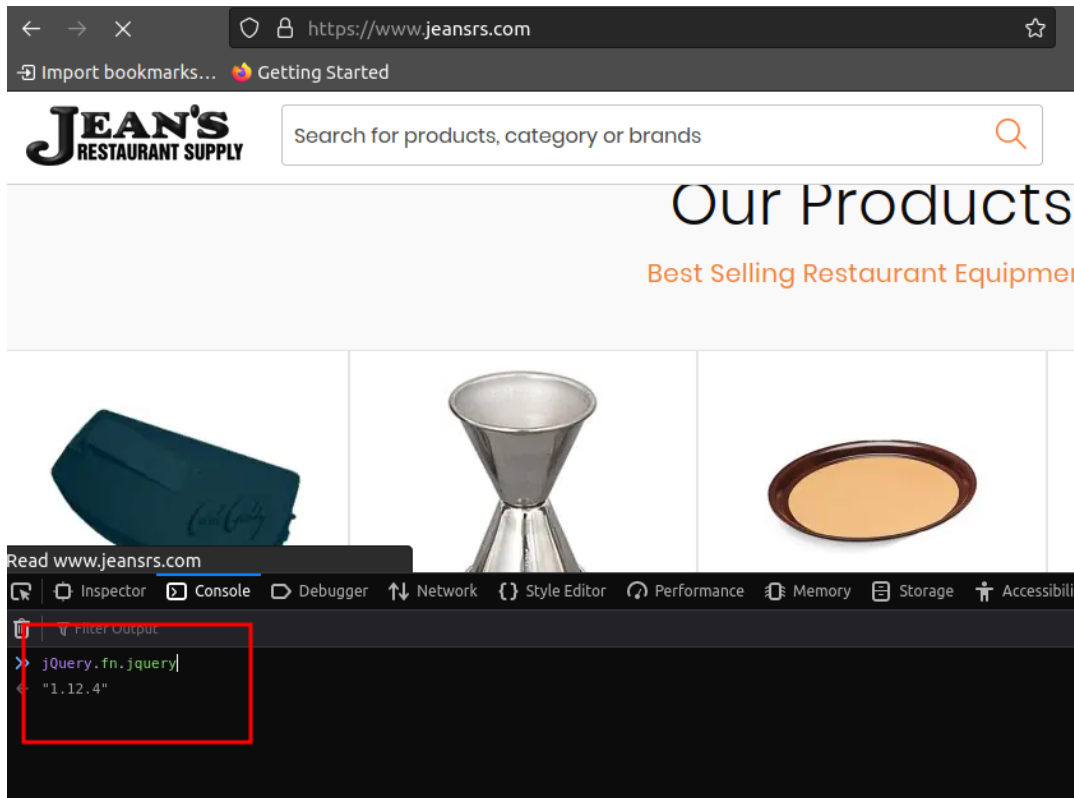 https://www.jeansrs.com
Import bookmarks... Getting Started
JEAN'S
RESTAURANT SUPPLY
Search for products, category or brands
Our Products
Best Selling Restaurant
Read www.jeansrs.com
Inspector Console Debugger Network {} Style Editor Performance Memory Storage
Filter Output
jQuery.fn.jquery
"1.12.4"